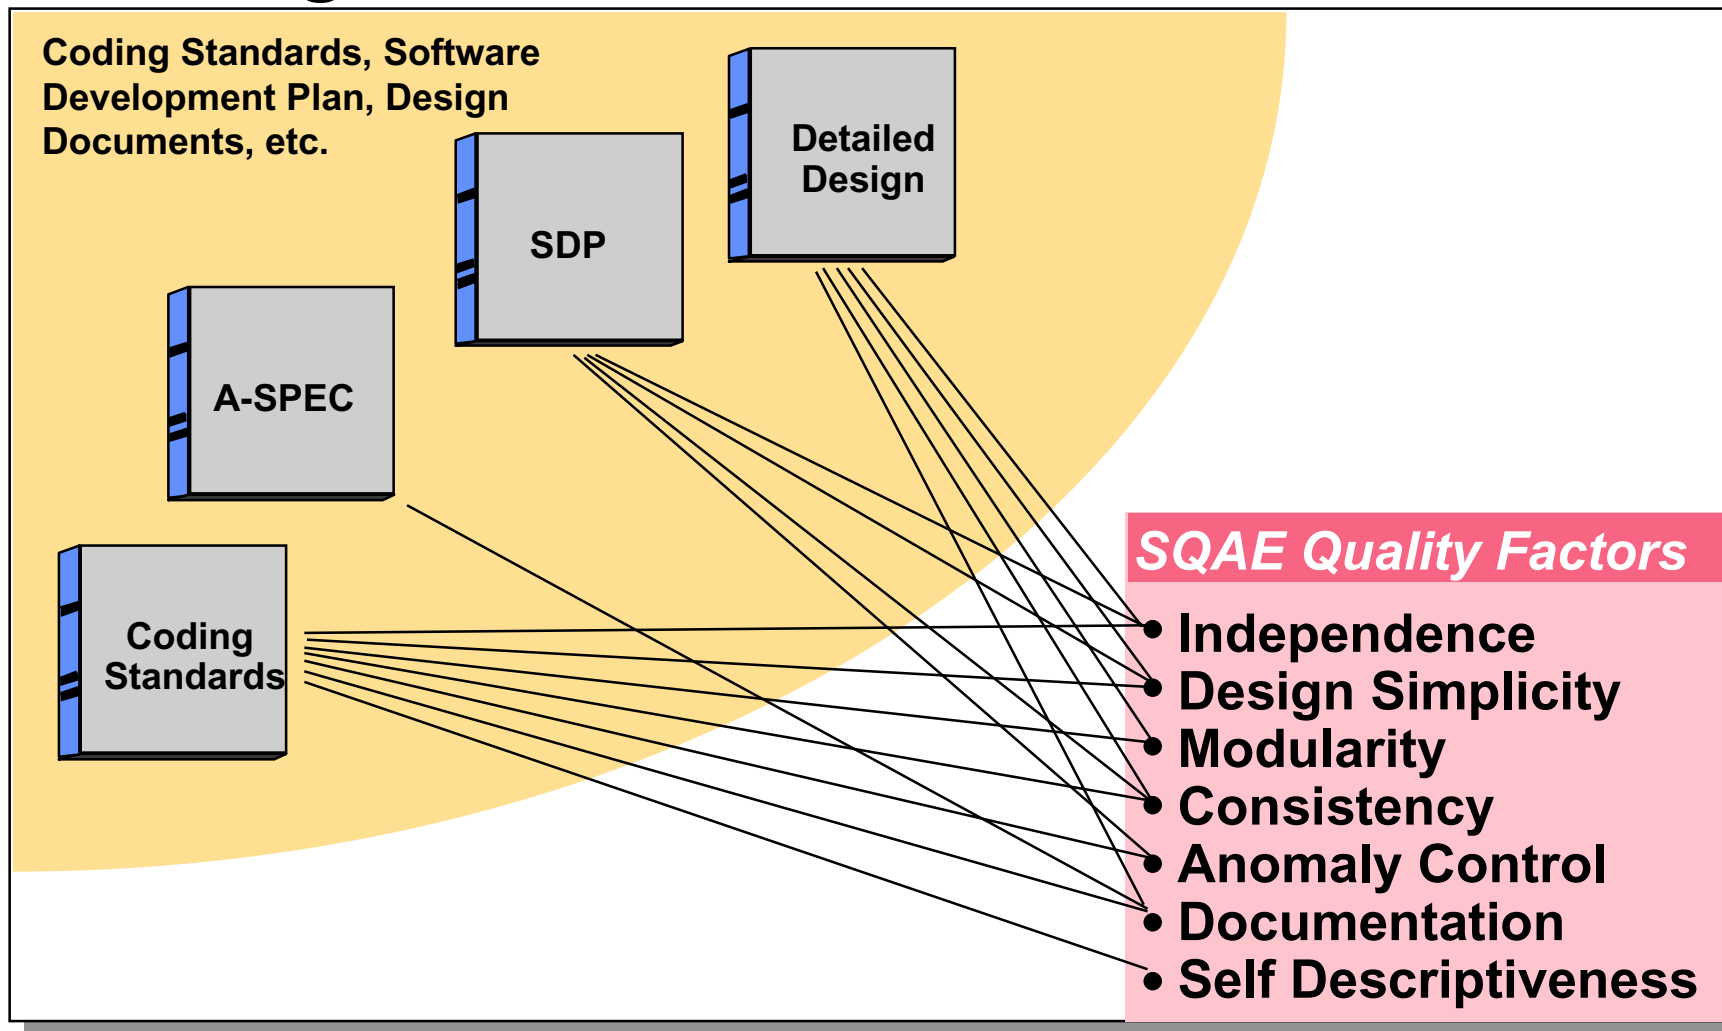 Coding Standards, Software
Development Plan, Design
Documents, etc.
Detailed
Design
SDP
A-SPEC
Coding
Standards
SQAE Quality Factors
• Independence
• Design Simplicity
• Modularity
• Consistency
• Anomaly Control
• Documentation
• Self Descriptiveness